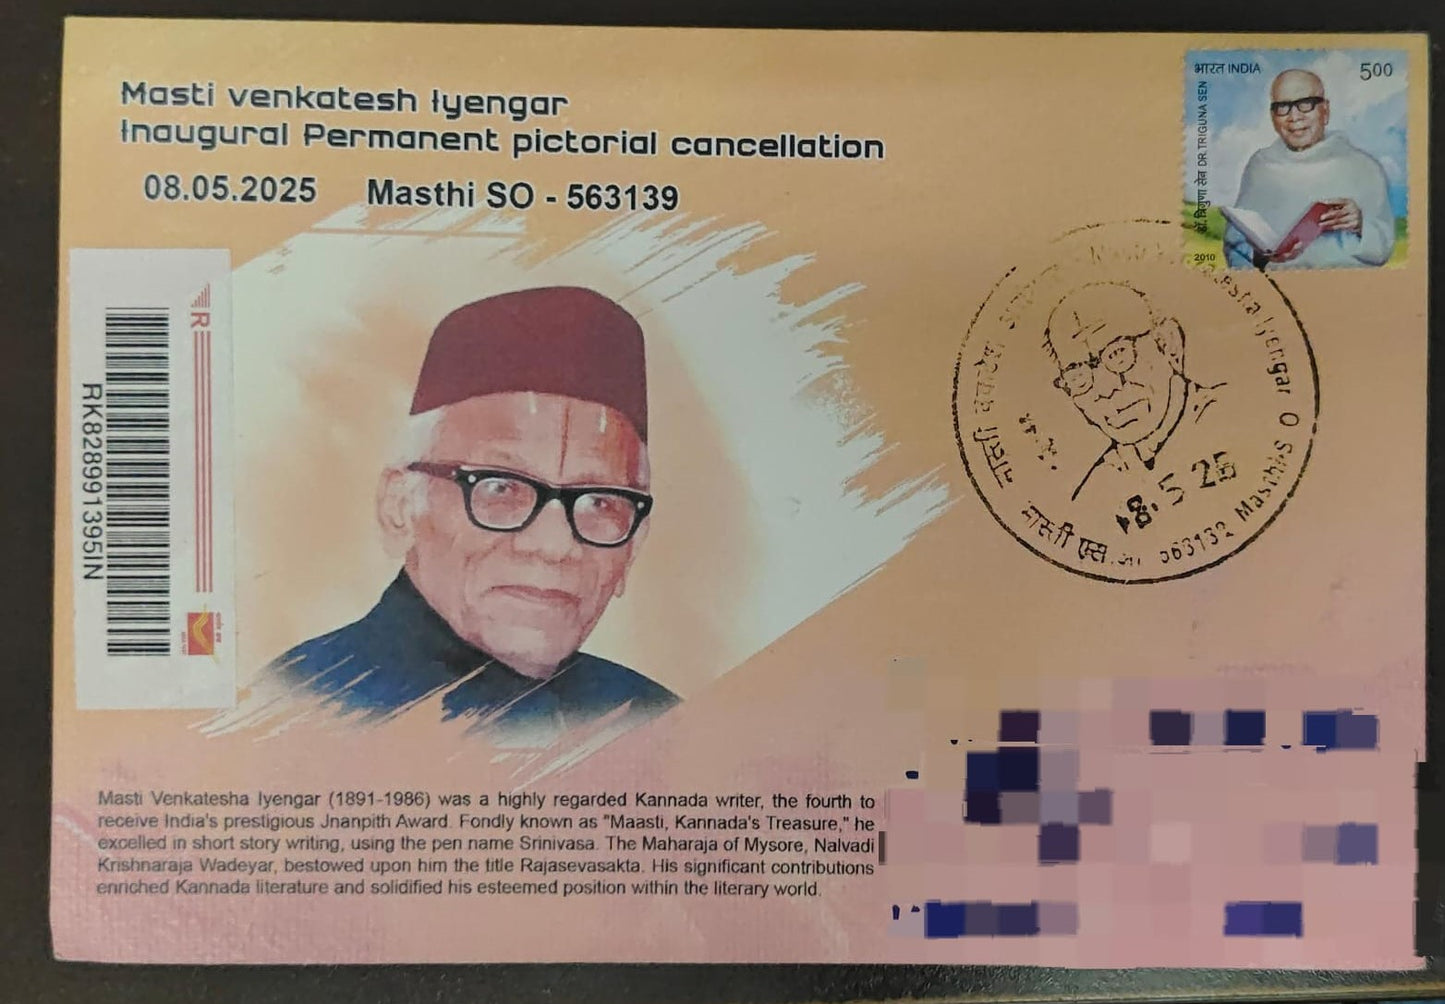 Masti venkatesh Iyengar
Inaugural Permanent pictorial cancellation
08.05.2025 Masthi SO - 563139
भारत INDIA 500
डॉ. त्रिगुणा सेन DR. TRIGUNA SEN
2010
R
RK828991395IN
Iyengar
मास्ती
8.5 25
मास्ती एस.
Masthi S O
Masti Venkatesha Iyengar (1891-1986) was a highly regarded Kannada writer, the fourth to
receive India's prestigious Jnanpith Award. Fondly known as "Maasti, Kannada's Treasure," he
excelled in short story writing, using the pen name Srinivasa. The Maharaja of Mysore, Nalvadi
Krishnaraja Wadeyar, bestowed upon him the title Rajasevasakta. His significant contributions
enriched Kannada literature and solidified his esteemed position within the literary world.